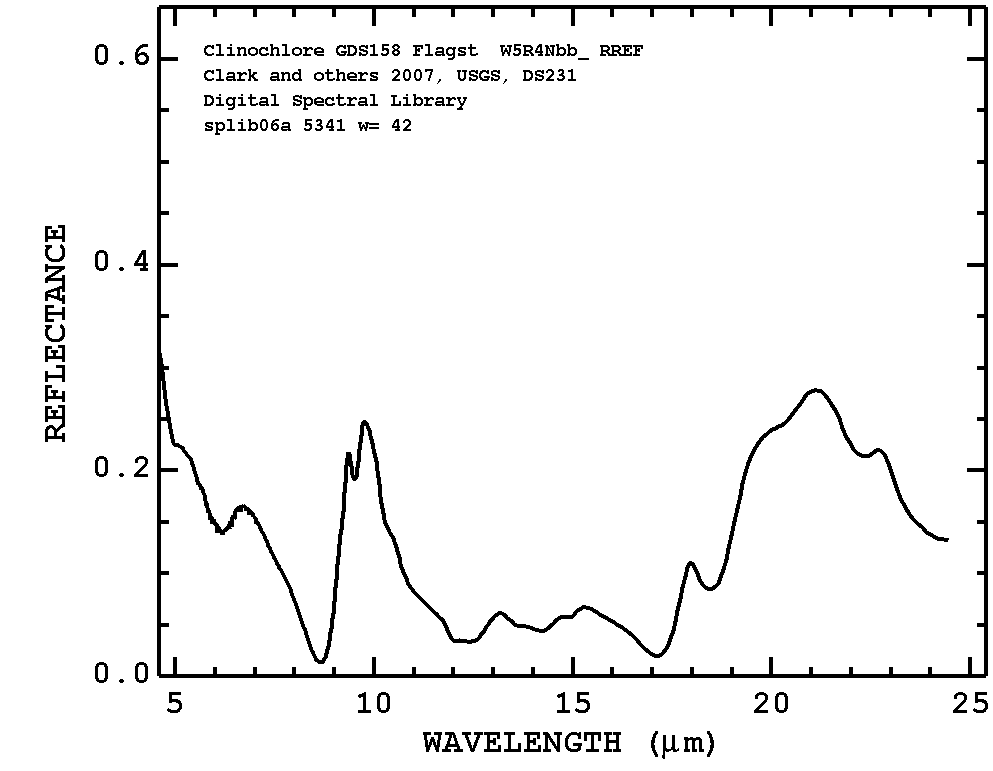 Clinochlore GDS158 Flagst W5R4Nbb_ RREF
Clark and others 2007, USGS, DS231
Digital Spectral Library
splib06a 5341 w= 42
0.6
0.4
0.2
0.0
REFLECTANCE
5 10 15 20 25
WAVELENGTH (μm)